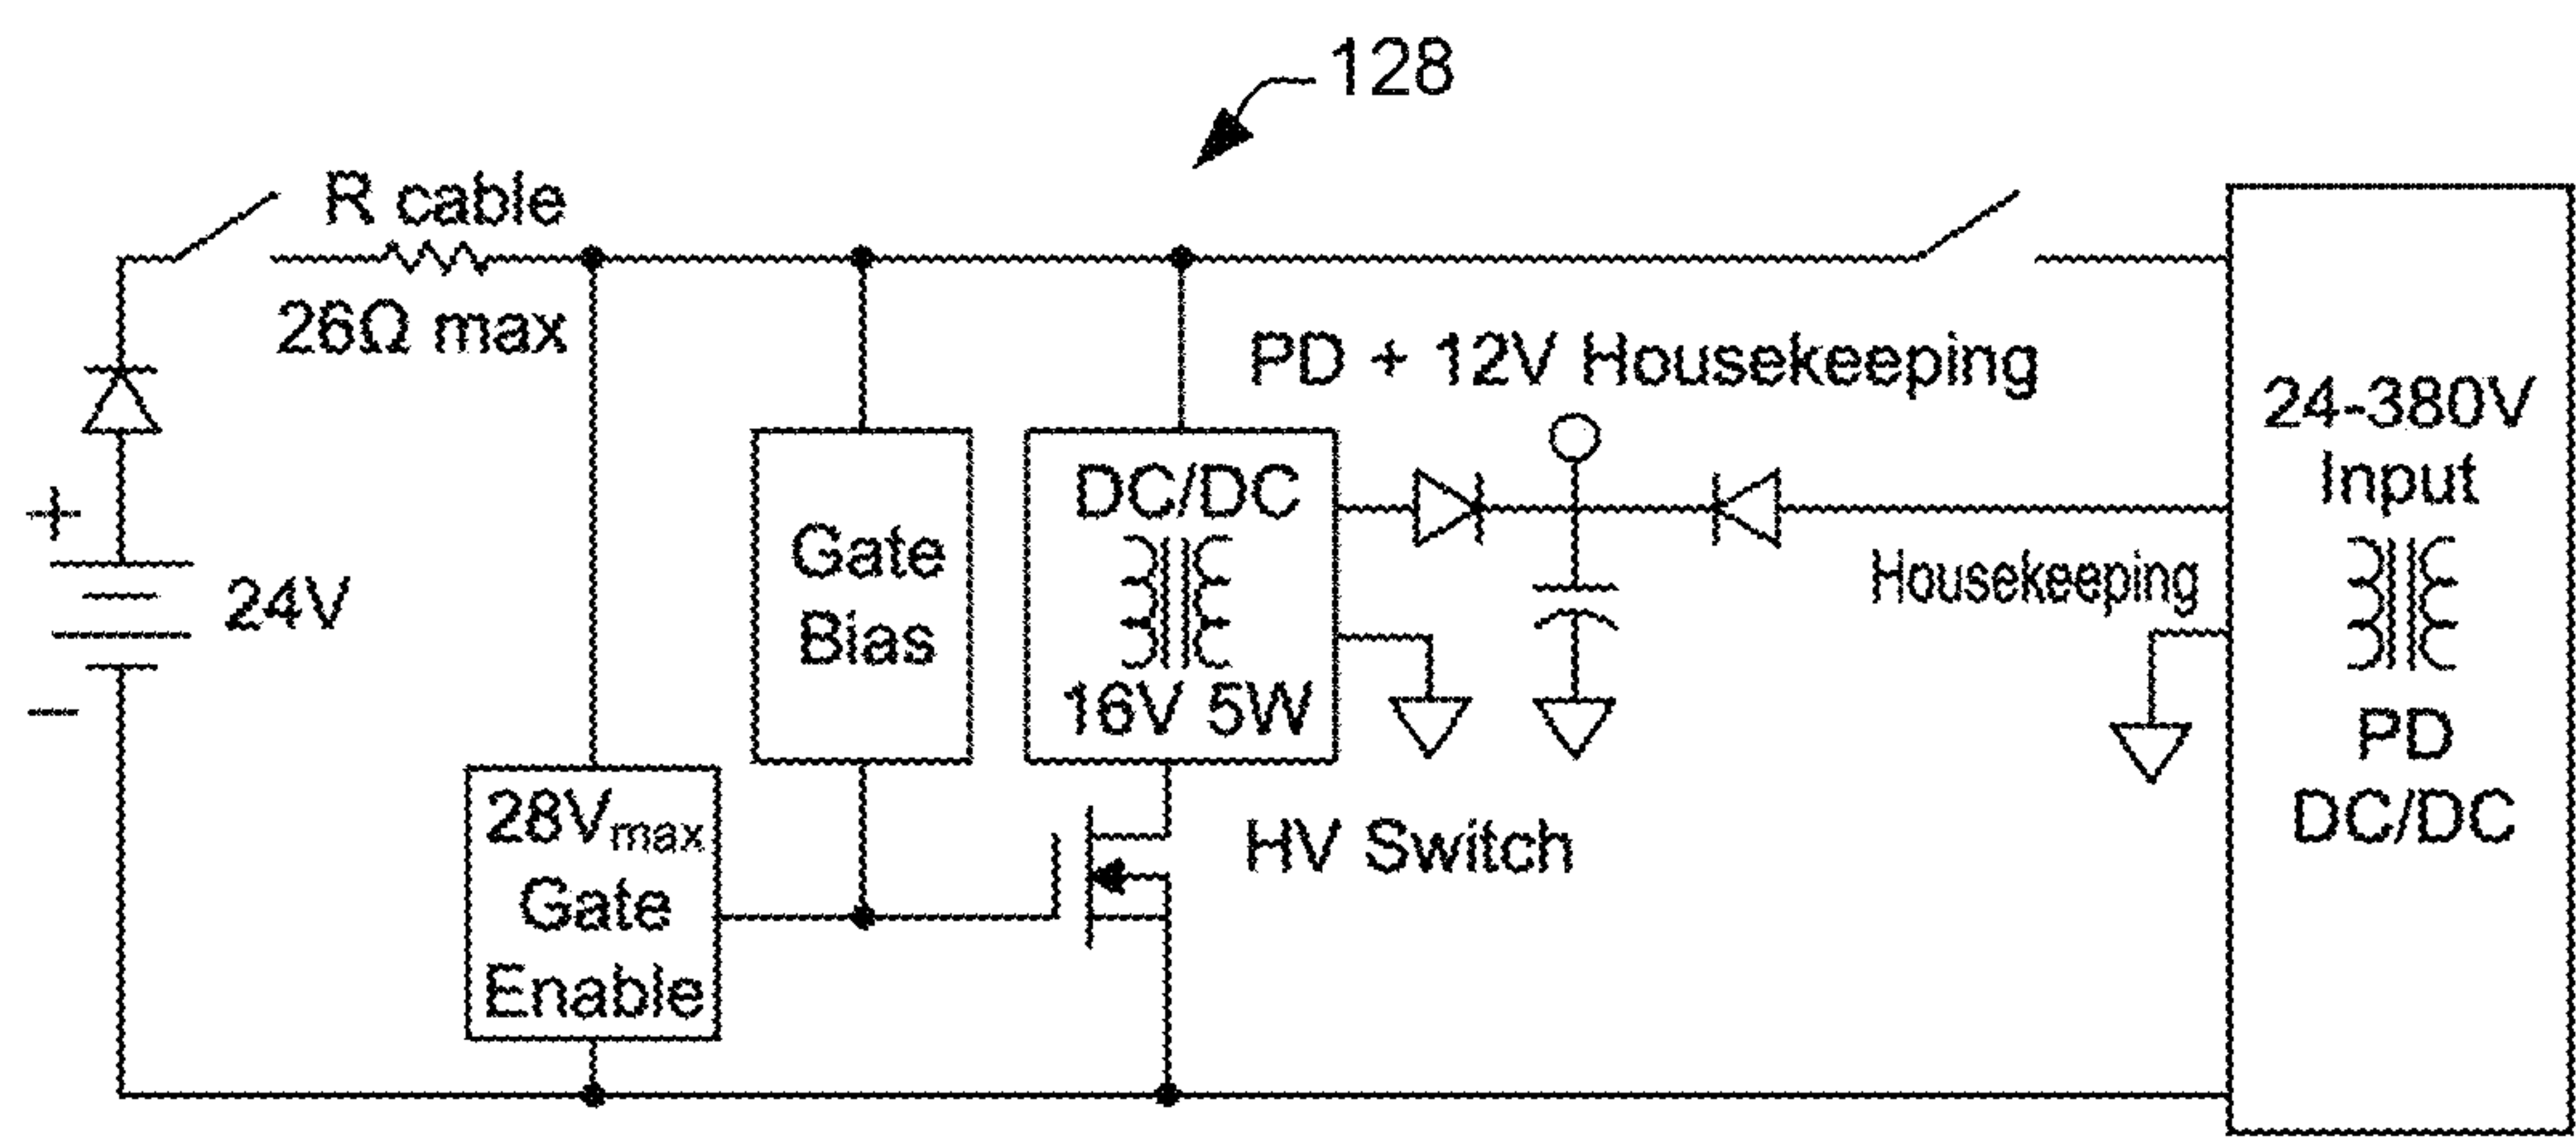 128
R cable
26Ω max
PD + 12V Housekeeping
24-380V
Input
DC/DC
Gate
Bias
Housekeeping
+
24V
−
16V 5W
PD
DC/DC
28Vmax
Gate
Enable
HV Switch